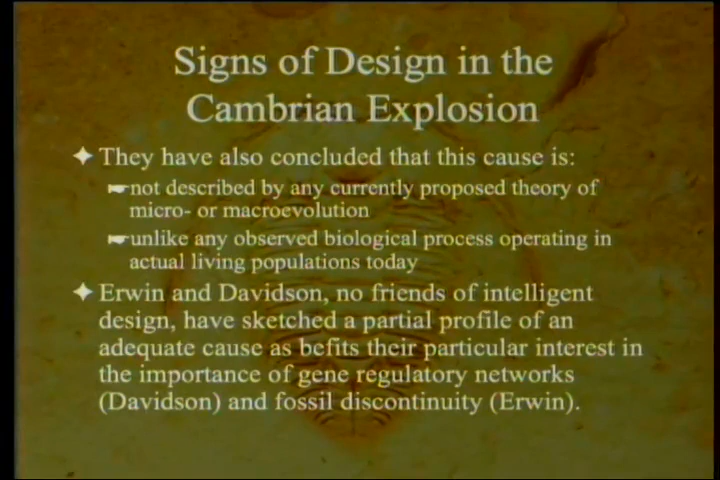 Signs of Design in the
Cambrian Explosion
They have also concluded that this cause is:
not described by any currently proposed theory of
micro- or macroevolution
unlike any observed biological process operating in
actual living populations today
Erwin and Davidson, no friends of intelligent
design, have sketched a partial profile of an
adequate cause as befits their particular interest in
the importance of gene regulatory networks
(Davidson) and fossil discontinuity (Erwin).